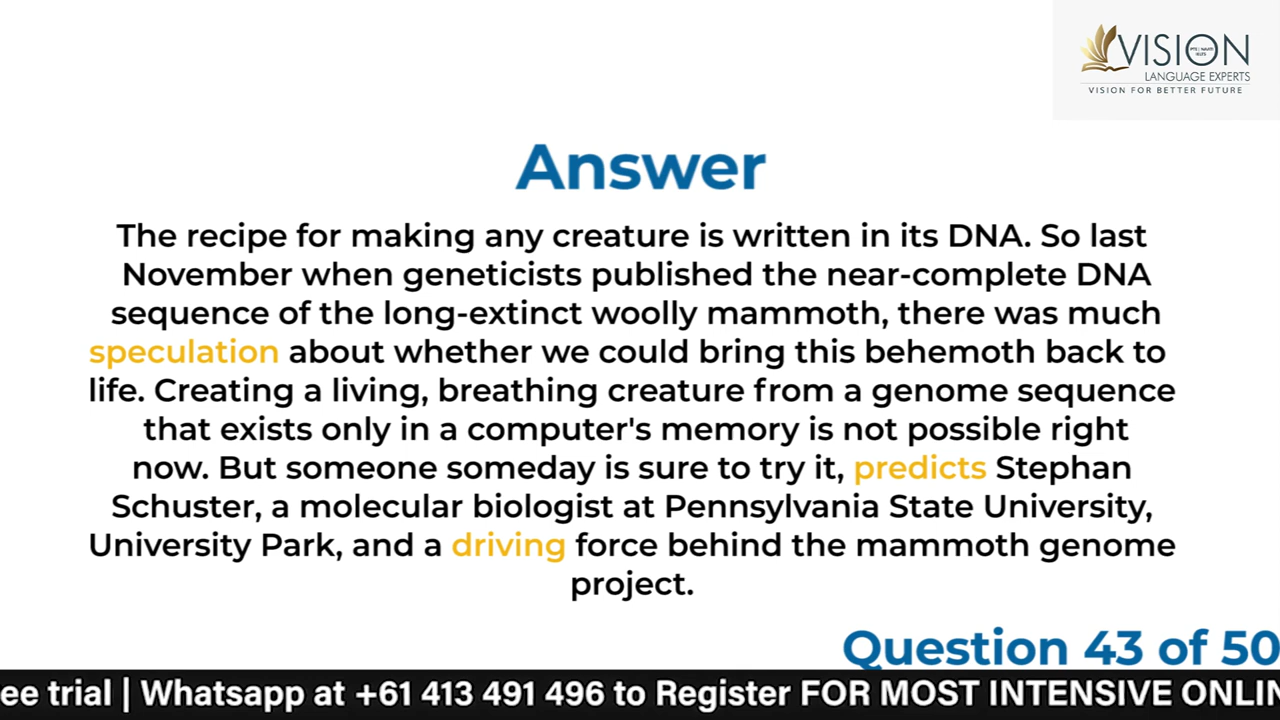 VISION
LANGUAGE EXPERTS
VISION FOR BETTER FUTURE
Answer
The recipe for making any creature is written in its DNA. So last
November when geneticists published the near-complete DNA
sequence of the long-extinct woolly mammoth, there was much
speculation about whether we could bring this behemoth back to
life. Creating a living, breathing creature from a genome sequence
that exists only in a computer's memory is not possible right
now. But someone someday is sure to try it, predicts Stephan
Schuster, a molecular biologist at Pennsylvania State University,
University Park, and a driving force behind the mammoth genome
project.
Question 43 of 50
ee trial | Whatsapp at +61 413 491 496 to Register FOR MOST INTENSIVE ONLIN